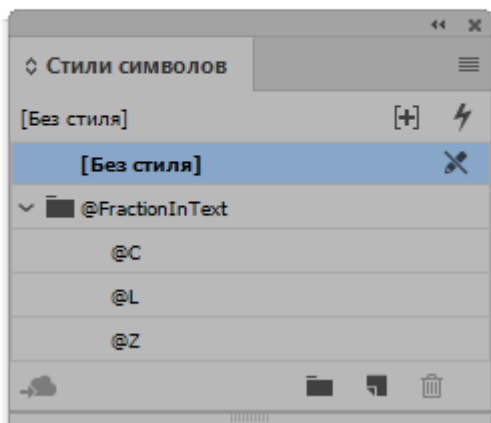 Стили символов
[Без стиля]
[Без стиля]
@FractionInText
@C
@L
@Z